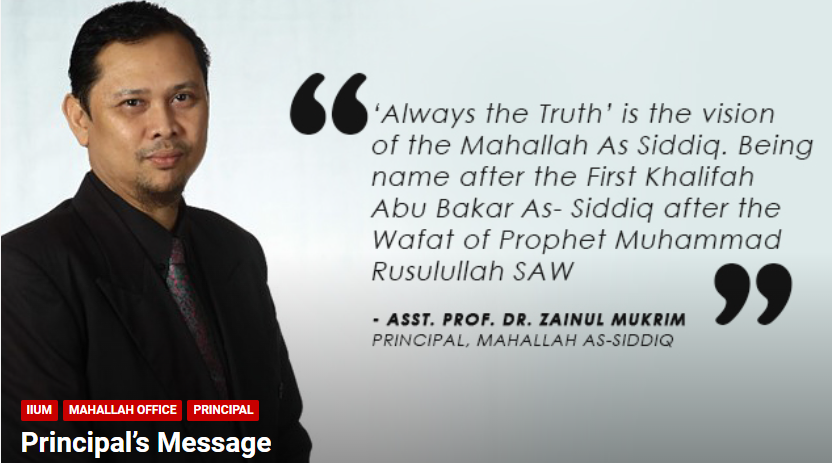 “
‘Always the Truth’ is the vision
of the Mahallah As Siddiq. Being
name after the First Khalifah
Abu Bakar As- Siddiq after the
Wafat of Prophet Muhammad
Rusulullah SAW
”
- ASST. PROF. DR. ZAINUL MUKRIM
PRINCIPAL, MAHALLAH AS-SIDDIQ
IIUM MAHALLAH OFFICE PRINCIPAL
Principal’s Message